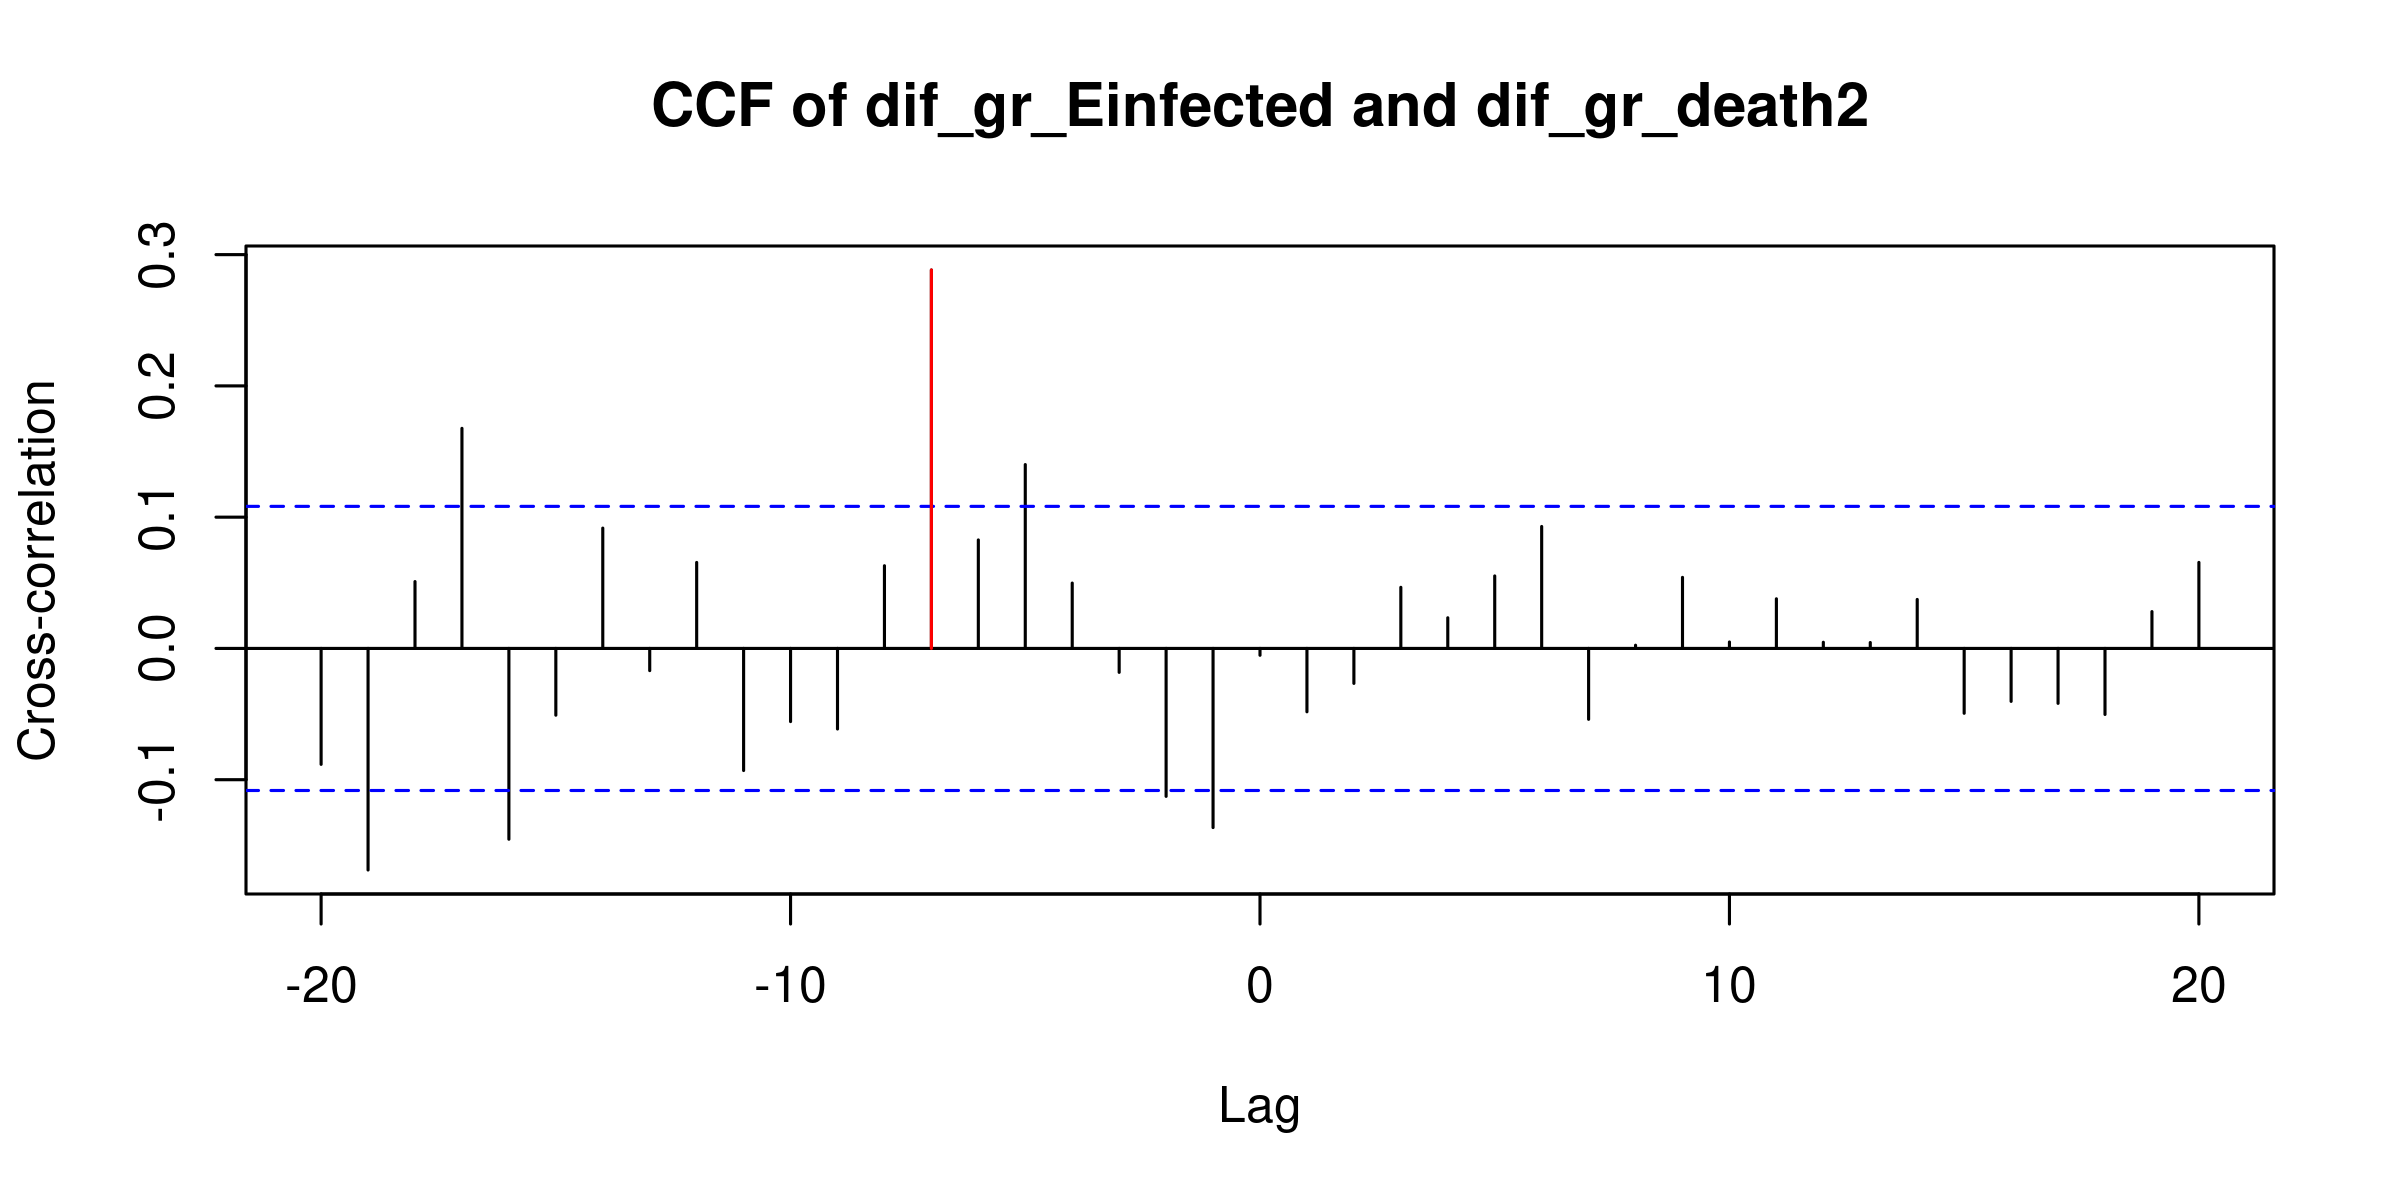 CCF of dif_gr_Einfected and dif_gr_death2
Cross-correlation
0.3
0.2
0.1
0.0
-0.1
-20 -10 0 10 20
Lag